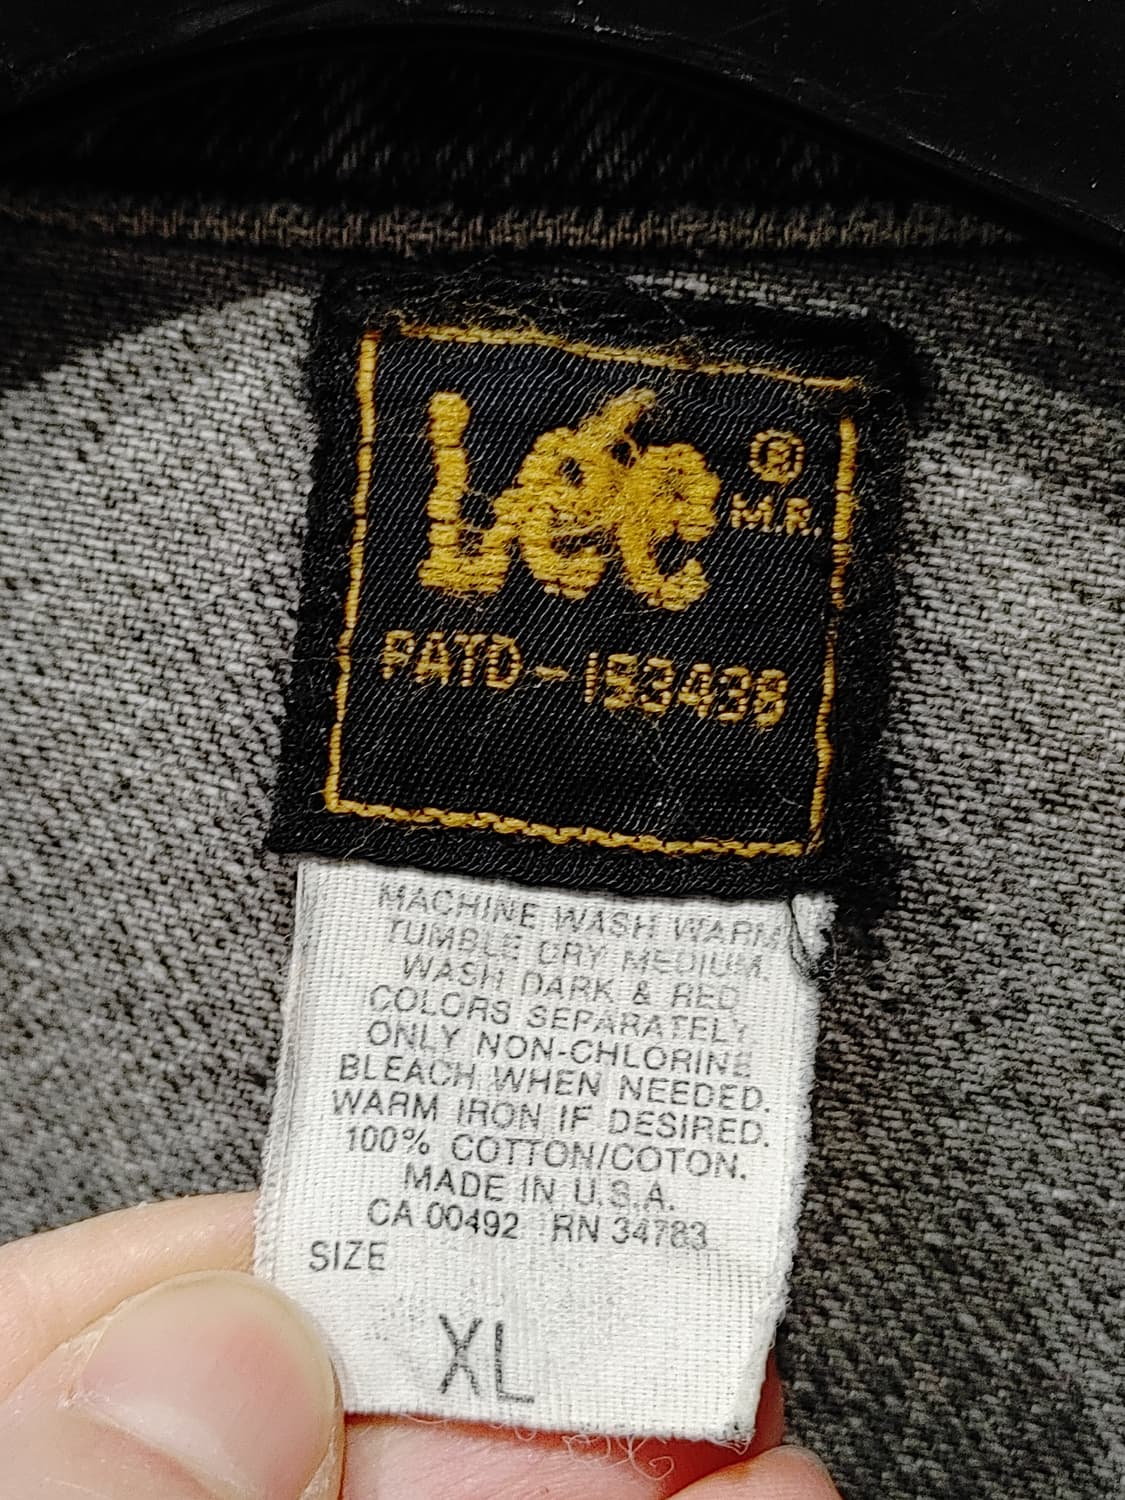 Lee ®
M.R.
PATD-153438
MACHINE WASH WARM
TUMBLE DRY MEDIUM.
WASH DARK & RED
COLORS SEPARATELY.
ONLY NON-CHLORINE
BLEACH WHEN NEEDED.
WARM IRON IF DESIRED.
100% COTTON/COTON.
MADE IN U.S.A.
CA 00492 RN 34783
SIZE
XL